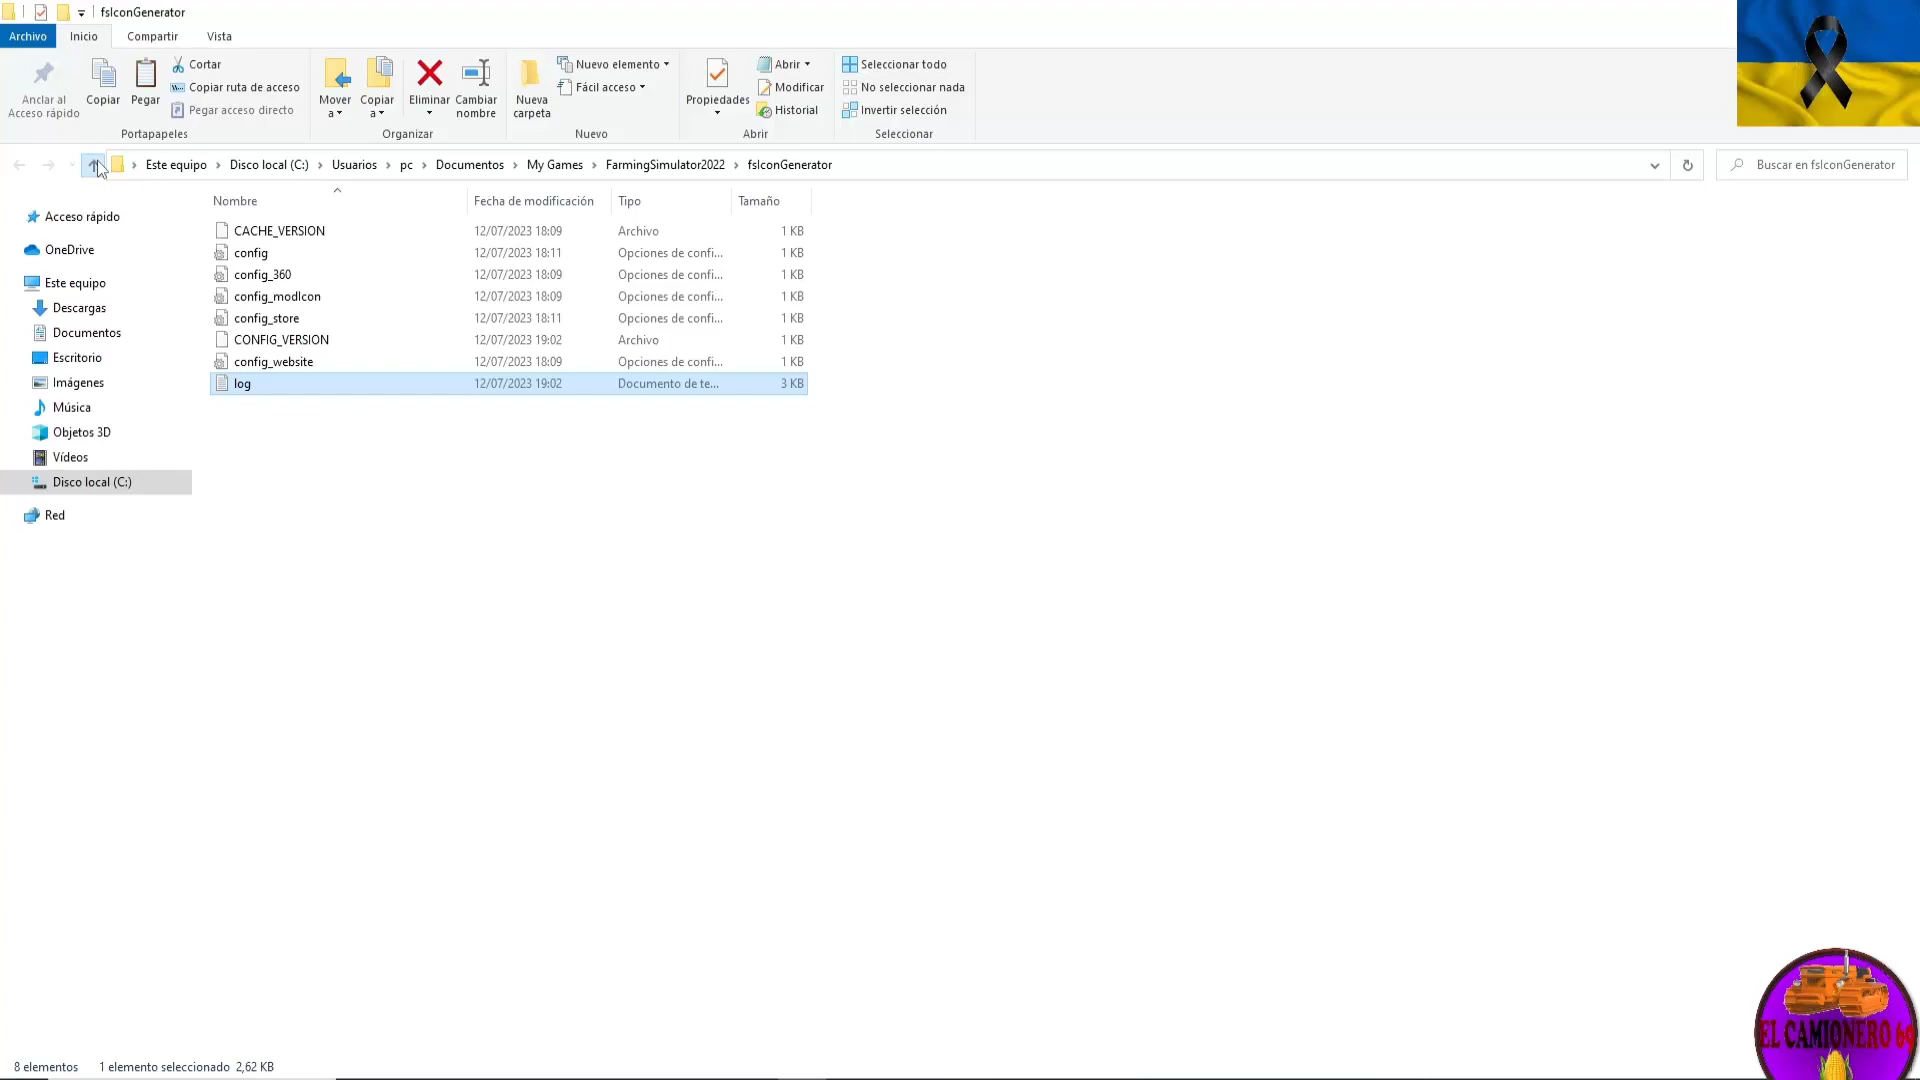 fsIconGenerator
Archivo Inicio Compartir Vista
Anclar al Acceso rápido
Copiar
Pegar
Cortar
Copiar ruta de acceso
Pegar acceso directo
Portapapeles
Mover a
Copiar a
Eliminar
Cambiar nombre
Organizar
Nueva carpeta
Nuevo elemento
Fácil acceso
Nuevo
Propiedades
Abrir
Modificar
Historial
Abrir
Seleccionar todo
No seleccionar nada
Invertir selección
Seleccionar
Este equipo › Disco local (C:) › Usuarios › pc › Documentos › My Games › FarmingSimulator2022 › fsIconGenerator
Buscar en fsIconGenerator
Acceso rápido
OneDrive
Este equipo
Descargas
Documentos
Escritorio
Imágenes
Música
Objetos 3D
Vídeos
Disco local (C:)
Red
Nombre Fecha de modificación Tipo Tamaño
CACHE_VERSION 12/07/2023 18:09 Archivo 1 KB
config 12/07/2023 18:11 Opciones de confi... 1 KB
config_360 12/07/2023 18:09 Opciones de confi... 1 KB
config_modIcon 12/07/2023 18:09 Opciones de confi... 1 KB
config_store 12/07/2023 18:11 Opciones de confi... 1 KB
CONFIG_VERSION 12/07/2023 19:02 Archivo 1 KB
config_website 12/07/2023 18:09 Opciones de confi... 1 KB
log 12/07/2023 19:02 Documento de te... 3 KB
EL CAMIONERO
8 elementos 1 elemento seleccionado 2,62 KB